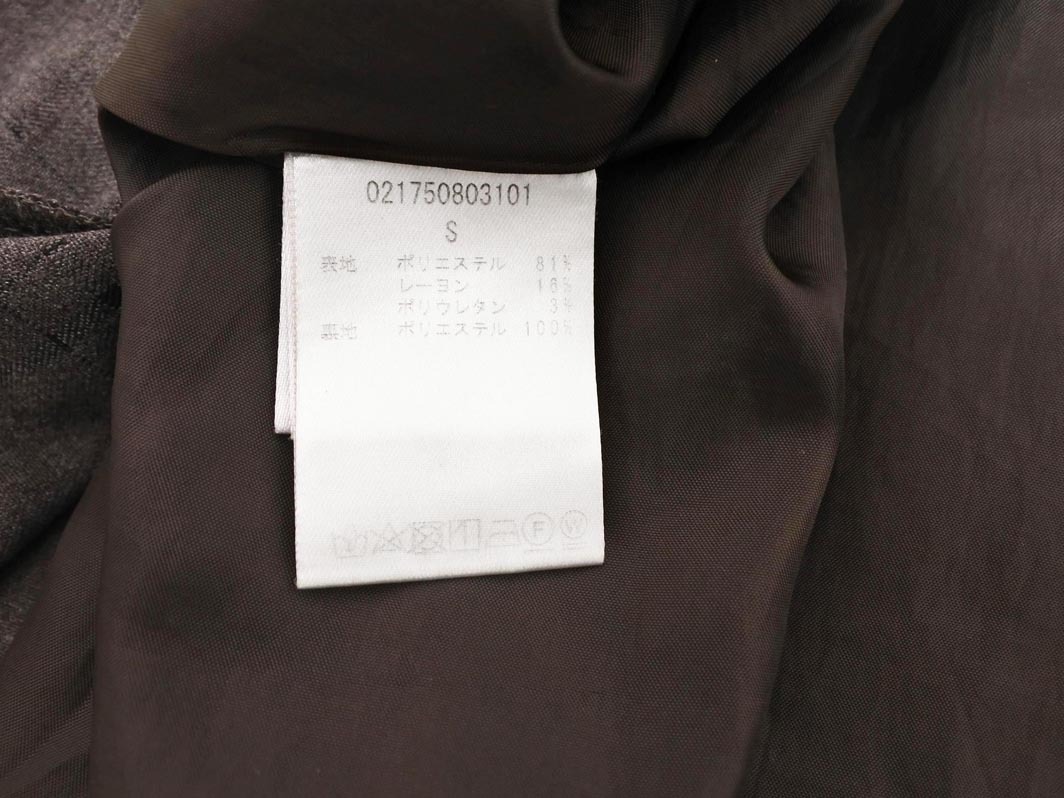 021750803101
S
表地 ポリエステル 81%
レーヨン 16%
ポリウレタン 3%
裏地 ポリエステル 100%
F W